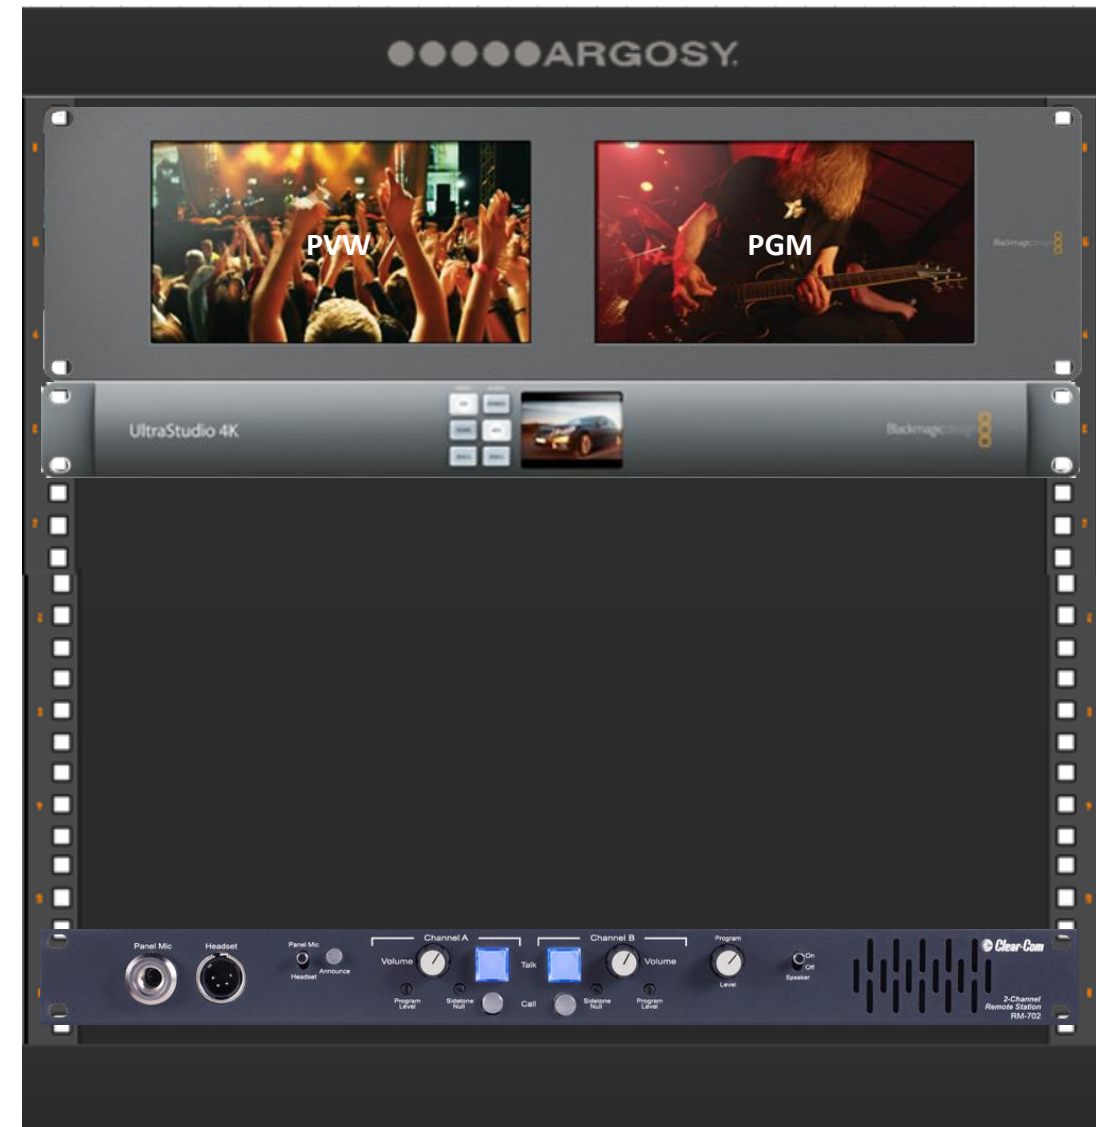 ARGOSY.
PVW
PGM
Blackmagicdesign
UltraStudio 4K
Blackmagicdesign
Panel Mic
Headset
Panel Mic
Headset
Announce
Channel A
Volume
Program
Level
Sidetone
Null
Talk
Call
Channel B
Volume
Sidetone
Null
Program
Level
Program
Level
On
Off
Speaker
Clear-Com
2-Channel
Remote Station
RM-702